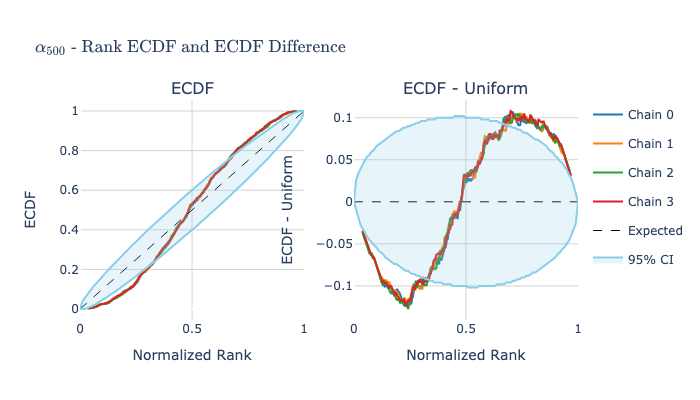 α500 - Rank ECDF and ECDF Difference
ECDF
ECDF - Uniform
ECDF
1
0.8
0.6
0.4
0.2
0
0
0.5
1
Normalized Rank
ECDF - Uniform
0.1
0.05
0
−0.05
−0.1
0
0.5
1
Normalized Rank
Chain 0
Chain 1
Chain 2
Chain 3
Expected
95% CI